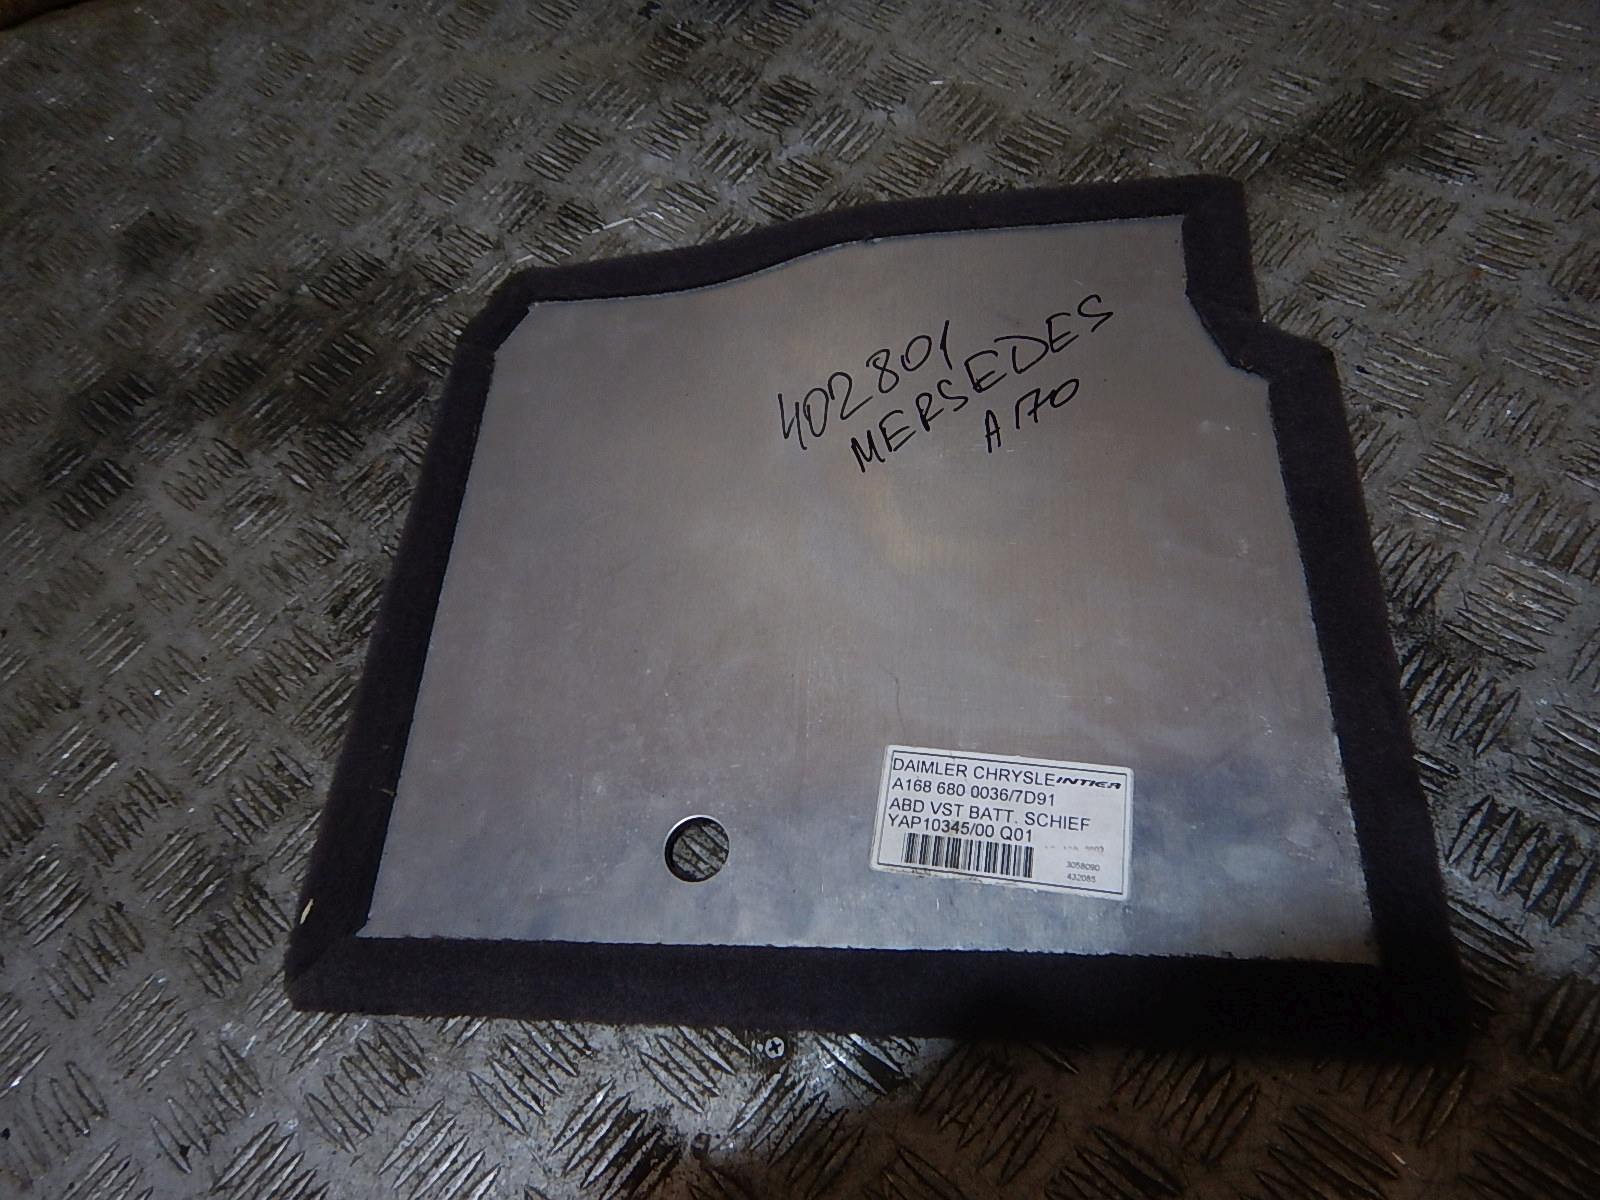 402801
MERSEDES
A170
DAIMLER CHRYSLE INTIER
A168 680 0036/7D91
ABD VST BATT. SCHIEF
YAP10345/00 Q01
3058090
432085